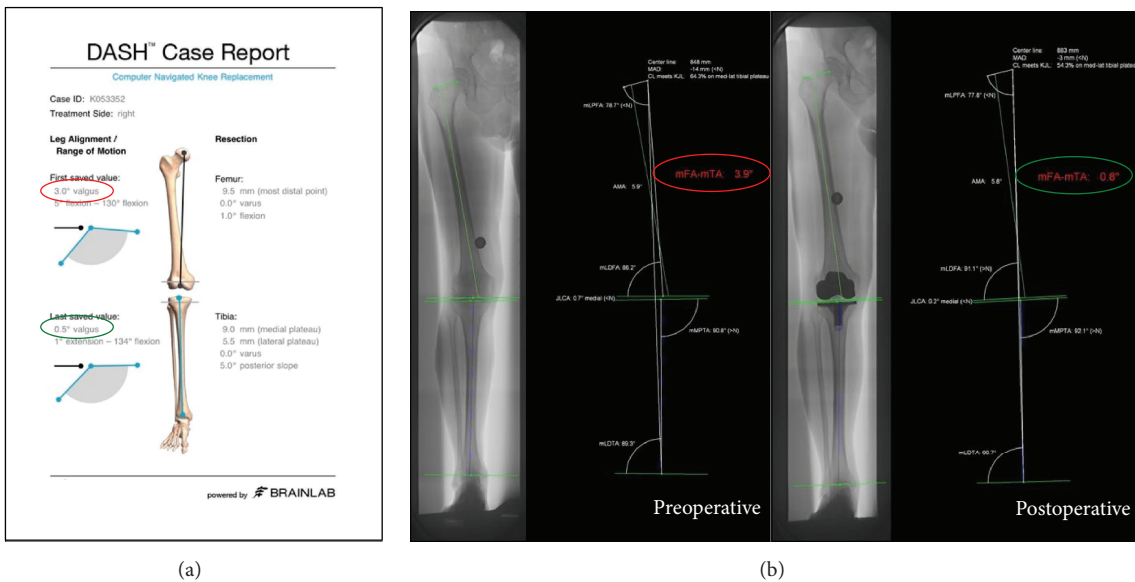 DASH™ Case Report
Computer Navigated Knee Replacement
Case ID: K053352
Treatment Side: right
Leg Alignment /
Range of Motion
Resection
First saved value:
3.0° valgus
5° flexion – 130° flexion
Femur:
9.5 mm (most distal point)
0.0° varus
1.0° flexion
Last saved value:
0.5° valgus
1° extension – 134° flexion
Tibia:
9.0 mm (medial plateau)
5.5 mm (lateral plateau)
0.0° varus
5.0° posterior slope
powered by BRAINLAB
(a)
Center line: 848 mm
MAD: -14 mm (<N)
CL meets KJL: 64.3% on med-lat tibial plateau
mLPFA: 78.7° (<N)
mFA-mTA: 3.9°
AMA: 5.9°
mLDFA: 86.2°
JLCA: 0.7° medial (<N)
mMPTA: 90.8° (>N)
mLDTA: 89.3°
Preoperative
Center line: 883 mm
MAD: -3 mm (<N)
CL meets KJL: 54.3% on med-lat tibial plateau
mLPFA: 77.8° (<N)
mFA-mTA: 0.8°
AMA: 5.8°
mLDFA: 91.1° (>N)
JLCA: 0.2° medial (<N)
mMPTA: 92.1° (>N)
mLDTA:
Postoperative
(b)